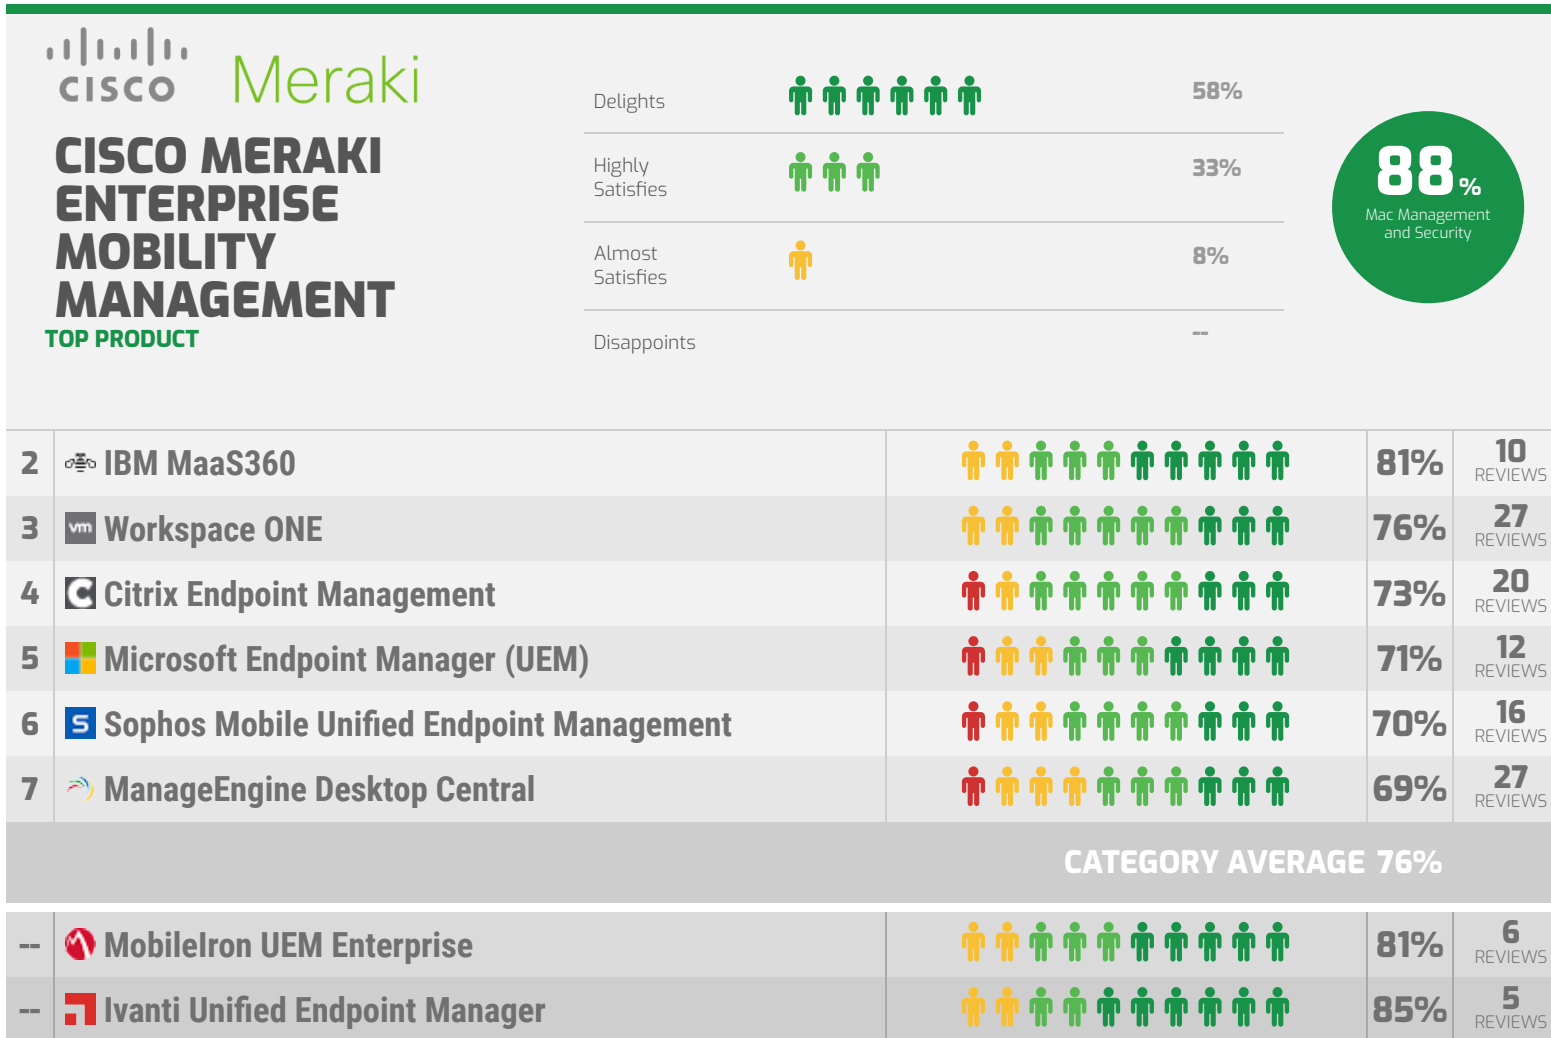 CISCO Meraki
CISCO MERAKI
ENTERPRISE
MOBILITY
MANAGEMENT
TOP PRODUCT
Delights 58%
Highly
Satisfies 33%
Almost
Satisfies 8%
Disappoints --
88%
Mac Management
and Security
2 IBM MaaS360 81% 10
REVIEWS
3 vm Workspace ONE 76% 27
REVIEWS
4 C Citrix Endpoint Management 73% 20
REVIEWS
5 Microsoft Endpoint Manager (UEM) 71% 12
REVIEWS
6 S Sophos Mobile Unified Endpoint Management 70% 16
REVIEWS
7 ManageEngine Desktop Central 69% 27
REVIEWS
CATEGORY AVERAGE 76%
-- MobileIron UEM Enterprise 81% 6
REVIEWS
-- Ivanti Unified Endpoint Manager 85% 5
REVIEWS